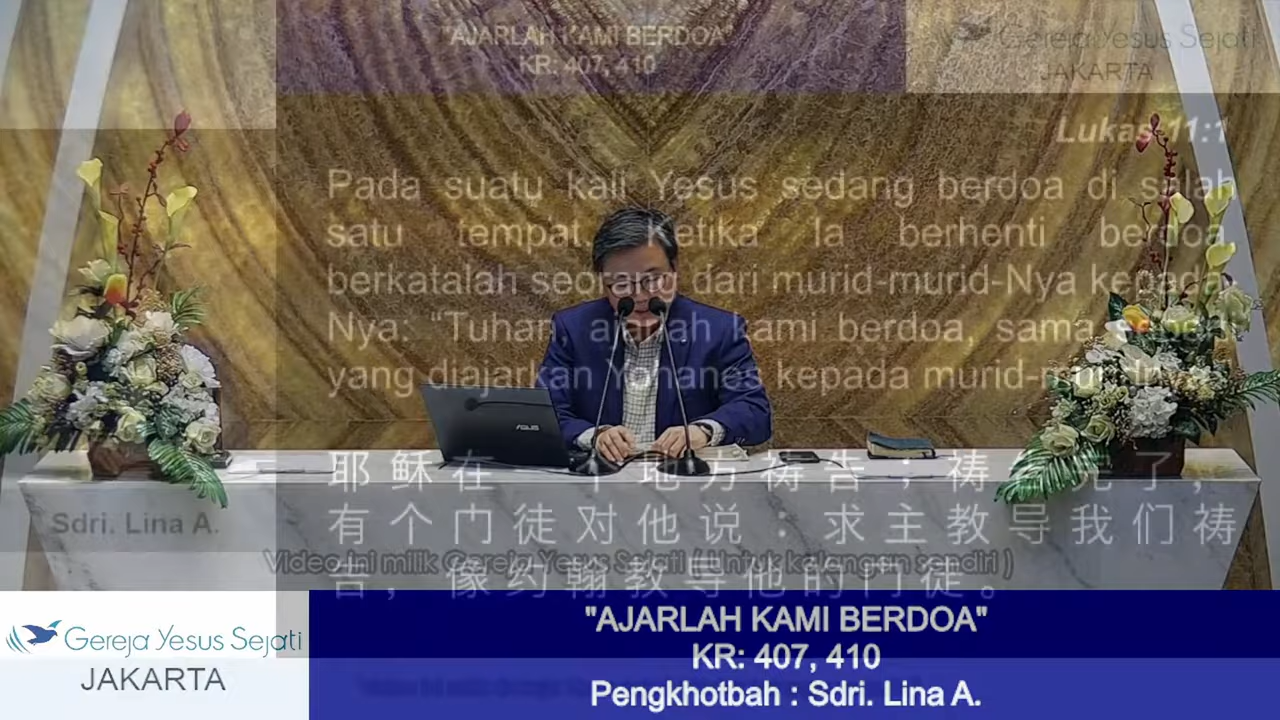 "AJARLAH KAMI BERDOA"
KR: 407, 410
Gereja Yesus Sejati
JAKARTA
Lukas 11:1
Pada suatu kali Yesus sedang berdoa di salah
satu tempat. Ketika Ia berhenti berdoa
berkatalah seorang dari murid-murid-Nya kepada
Nya: "Tuhan, ajarlah kami berdoa, sama
yang diajarkan Yohanes kepada murid-mur
ASUS
耶稣在一个地方祷告；祷告完了，
有个门徒对他说：求主教导我们祷
告，像约翰教导他的门徒。
Sdri. Lina A.
Video Ini milik Gereja Yesus Sejati ( Untuk kalangan sendiri )
Gereja Yesus Sejati
JAKARTA
"AJARLAH KAMI BERDOA"
KR: 407, 410
Pengkhotbah : Sdri. Lina A.